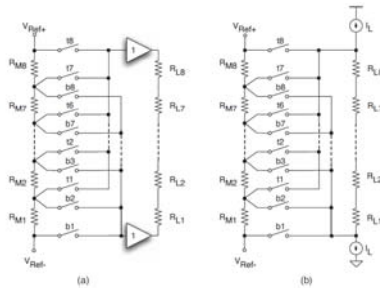 VRef+ t8 1 RL8
RM8 t7
b8 RL7
RM7 t6
b7
t2
b3 RL2
RM2 t1
b2 RL1
RM1 b1 1
VRef-
(a)
IL
VRef+ t8
RM8 t7
b8
RM7 t6
b7
t2
b3 RL2
RM2 t1
b2 RL1
RM1 b1
VRef- IL
(b)